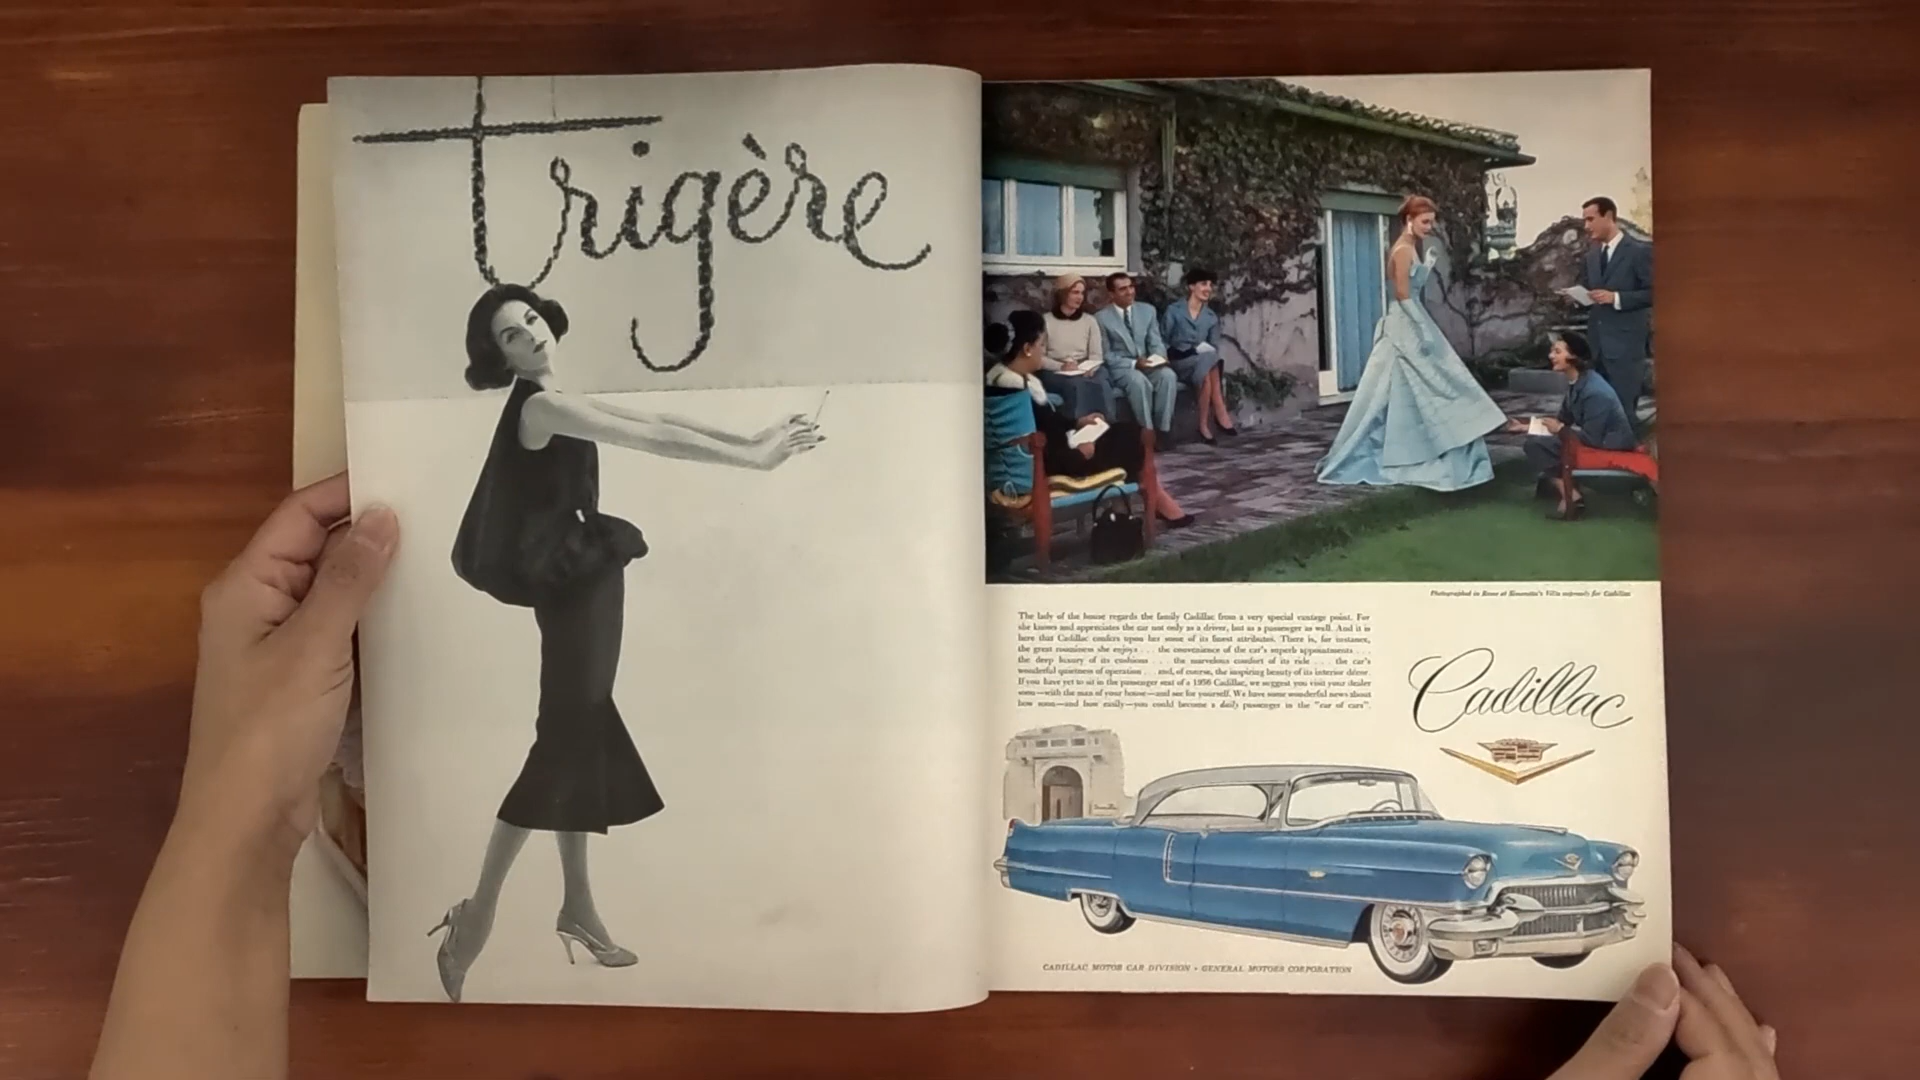 trigère
Photographed in Rome at Simonetta's Villa expressly for Cadillac
The lady of the house regards the family Cadillac from a very special vantage point. For
she knows and appreciates the car not only as a driver, but as a passenger as well. And it is
here that Cadillac confers upon her some of its finest attributes. There is, for instance,
the great roominess she enjoys . . . the convenience of the car's superb appointments . . .
the deep luxury of its cushions . . . the marvelous comfort of its ride . . . the car's
wonderful quietness of operation . . . and, of course, the inspiring beauty of its interior décor.
If you have yet to sit in the passenger seat of a 1956 Cadillac, we suggest you visit your dealer
soon—with the man of your house—and see for yourself. We have some wonderful news about
how soon—and how easily—you could become a daily passenger in the "car of cars".
Cadillac
CADILLAC MOTOR CAR DIVISION • GENERAL MOTORS CORPORATION